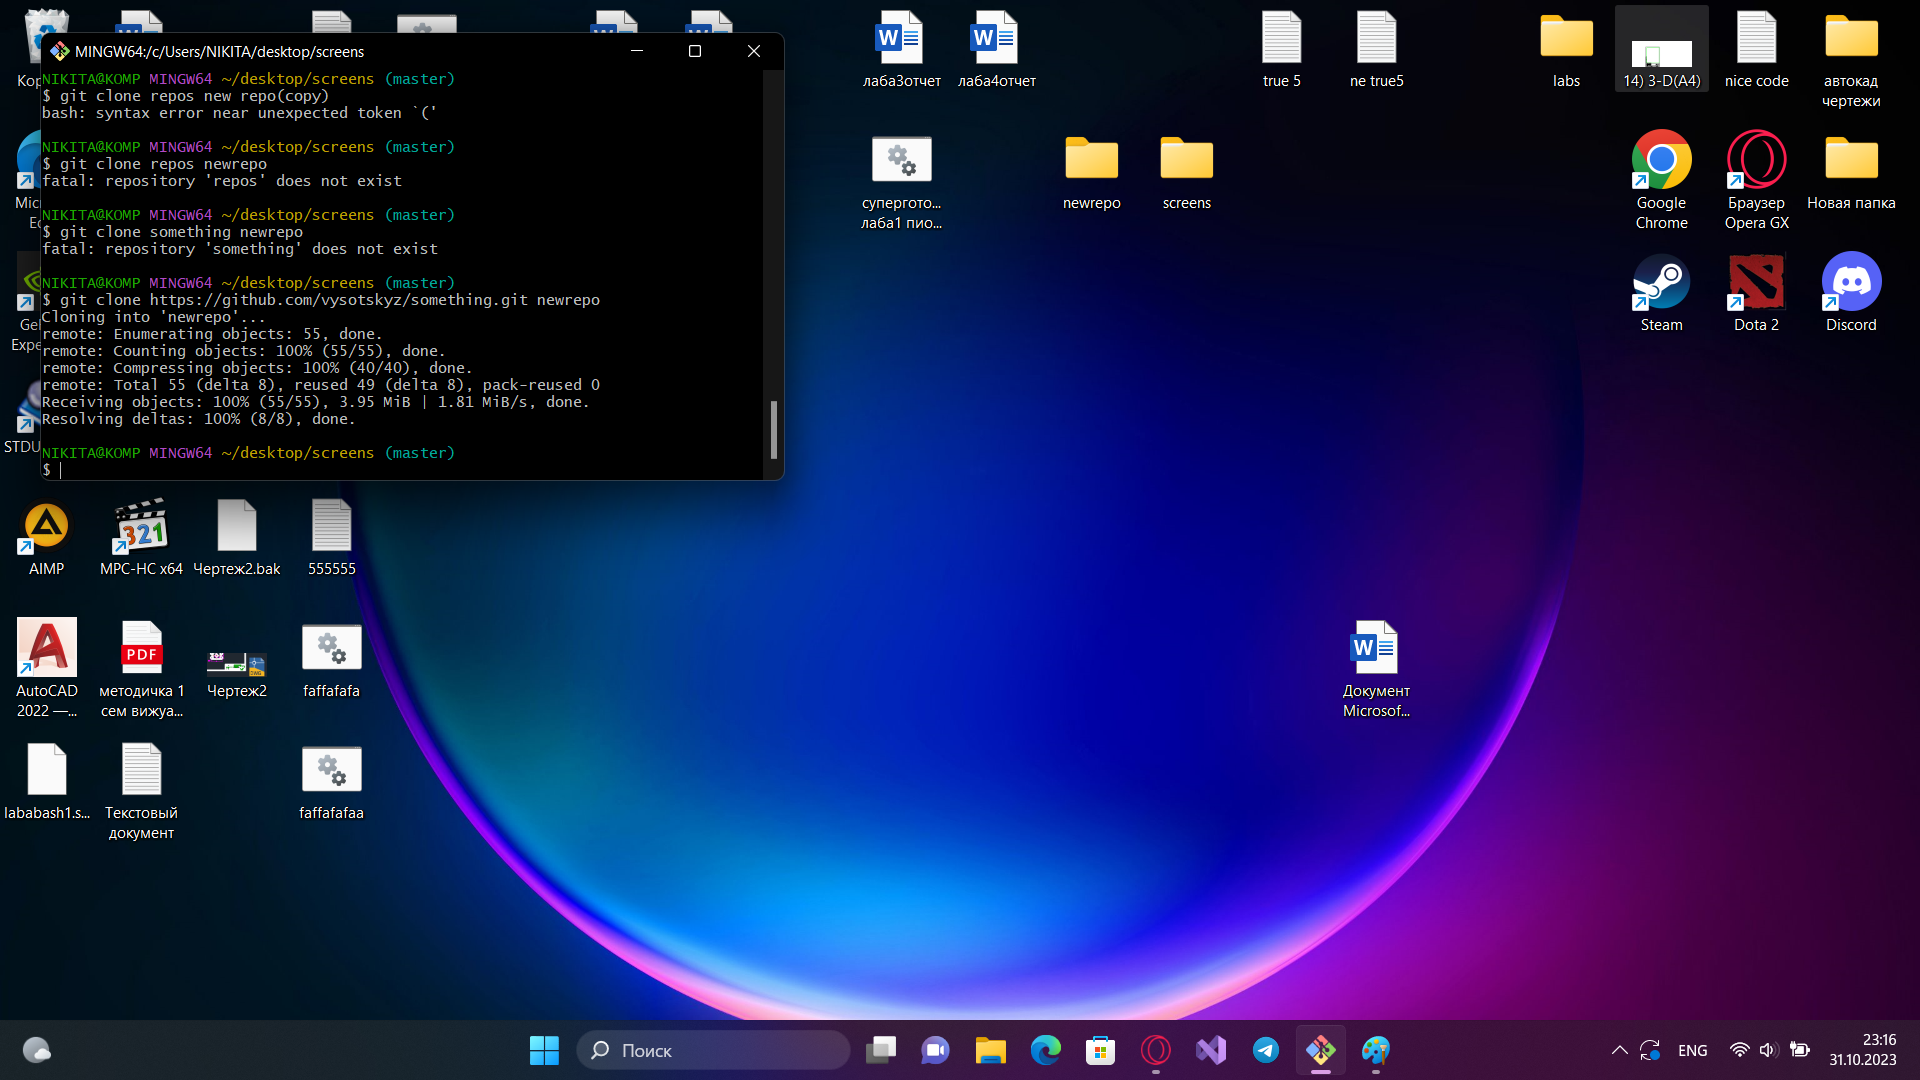 MINGW64:/c/Users/NIKITA/desktop/screens
NIKITA@KOMP MINGW64 ~/desktop/screens (master)
$ git clone repos new repo(copy)
bash: syntax error near unexpected token `('
NIKITA@KOMP MINGW64 ~/desktop/screens (master)
$ git clone repos newrepo
fatal: repository 'repos' does not exist
NIKITA@KOMP MINGW64 ~/desktop/screens (master)
$ git clone something newrepo
fatal: repository 'something' does not exist
NIKITA@KOMP MINGW64 ~/desktop/screens (master)
$ git clone https://github.com/vysotskyz/something.git newrepo
Cloning into 'newrepo'...
remote: Enumerating objects: 55, done.
remote: Counting objects: 100% (55/55), done.
remote: Compressing objects: 100% (40/40), done.
remote: Total 55 (delta 8), reused 49 (delta 8), pack-reused 0
Receiving objects: 100% (55/55), 3.95 MiB | 1.81 MiB/s, done.
Resolving deltas: 100% (8/8), done.
NIKITA@KOMP MINGW64 ~/desktop/screens (master)
$
лаба3отчет
лаба4отчет
true 5
ne true5
labs
14) 3-D(A4)
nice code
автокад
чертежи
супергото...
лаба1 пио...
newrepo
screens
Google
Chrome
Браузер
Opera GX
Новая папка
Steam
Dota 2
Discord
AIMP
MPC-HC x64
Чертеж2.bak
555555
AutoCAD
2022 —...
PDF
методичка 1
сем вижуа...
Чертеж2
faffafafa
Документ
Microsof...
lababash1.s...
Текстовый
документ
faffafafaa
Поиск
ENG
23:16
31.10.2023